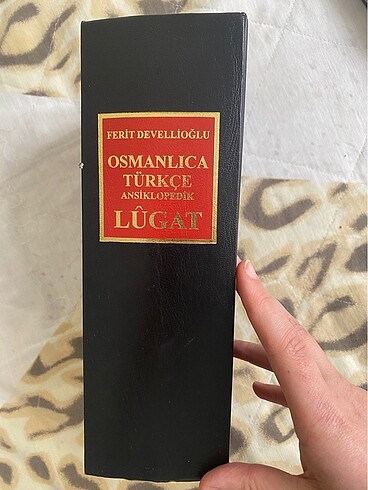 FERİT DEVELLİOĞLU
OSMANLICA
TÜRKÇE
ANSİKLOPEDİK
LÛGAT